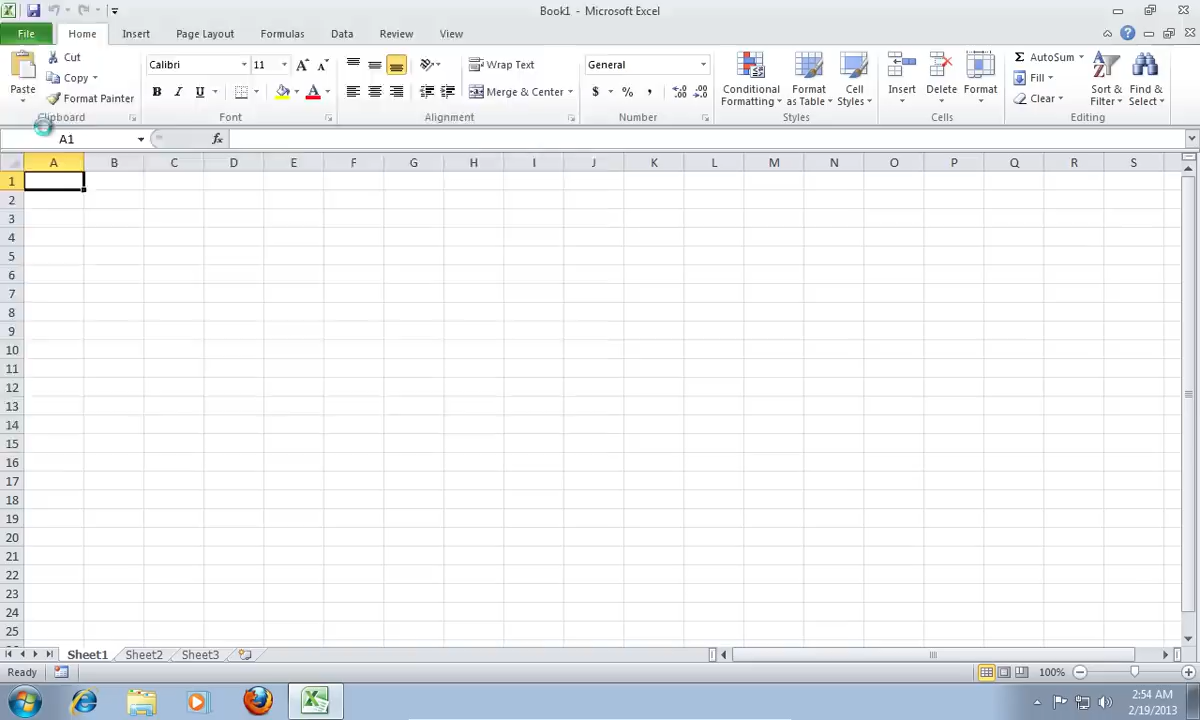 Book1 - Microsoft Excel
File Home Insert Page Layout Formulas Data Review View
Paste Cut Copy Format Painter
Calibri 11
B I U A
Wrap Text
Merge & Center
General
$ % ,
Conditional Formatting Format as Table Cell Styles
Insert Delete Format
Σ AutoSum Fill Clear
Sort & Filter Find & Select
Clipboard Font Alignment Number Styles Cells Editing
A1 fx
A B C D E F G H I J K L M N O P Q R S
1
2
3
4
5
6
7
8
9
10
11
12
13
14
15
16
17
18
19
20
21
22
23
24
25
Sheet1 Sheet2 Sheet3
Ready 100%
2:54 AM
2/19/2013